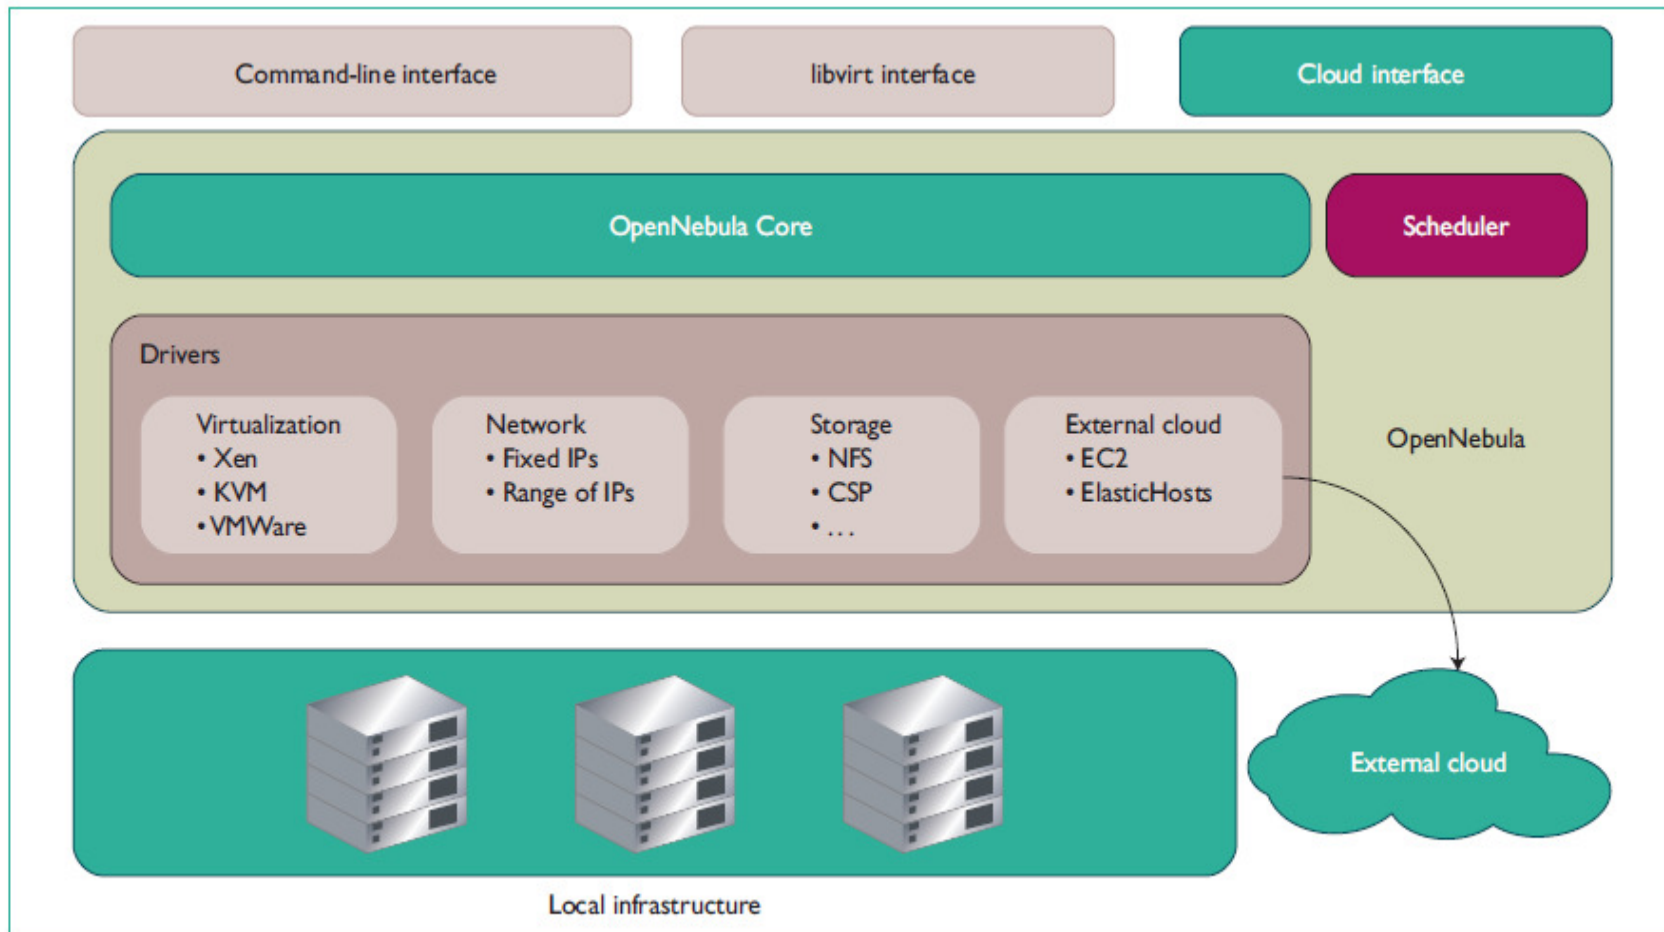 Command-line interface
libvirt interface
Cloud interface
OpenNebula Core
Scheduler
Drivers
Virtualization
• Xen
• KVM
• VMWare
Network
• Fixed IPs
• Range of IPs
Storage
• NFS
• CSP
• ...
External cloud
• EC2
• ElasticHosts
OpenNebula
External cloud
Local infrastructure